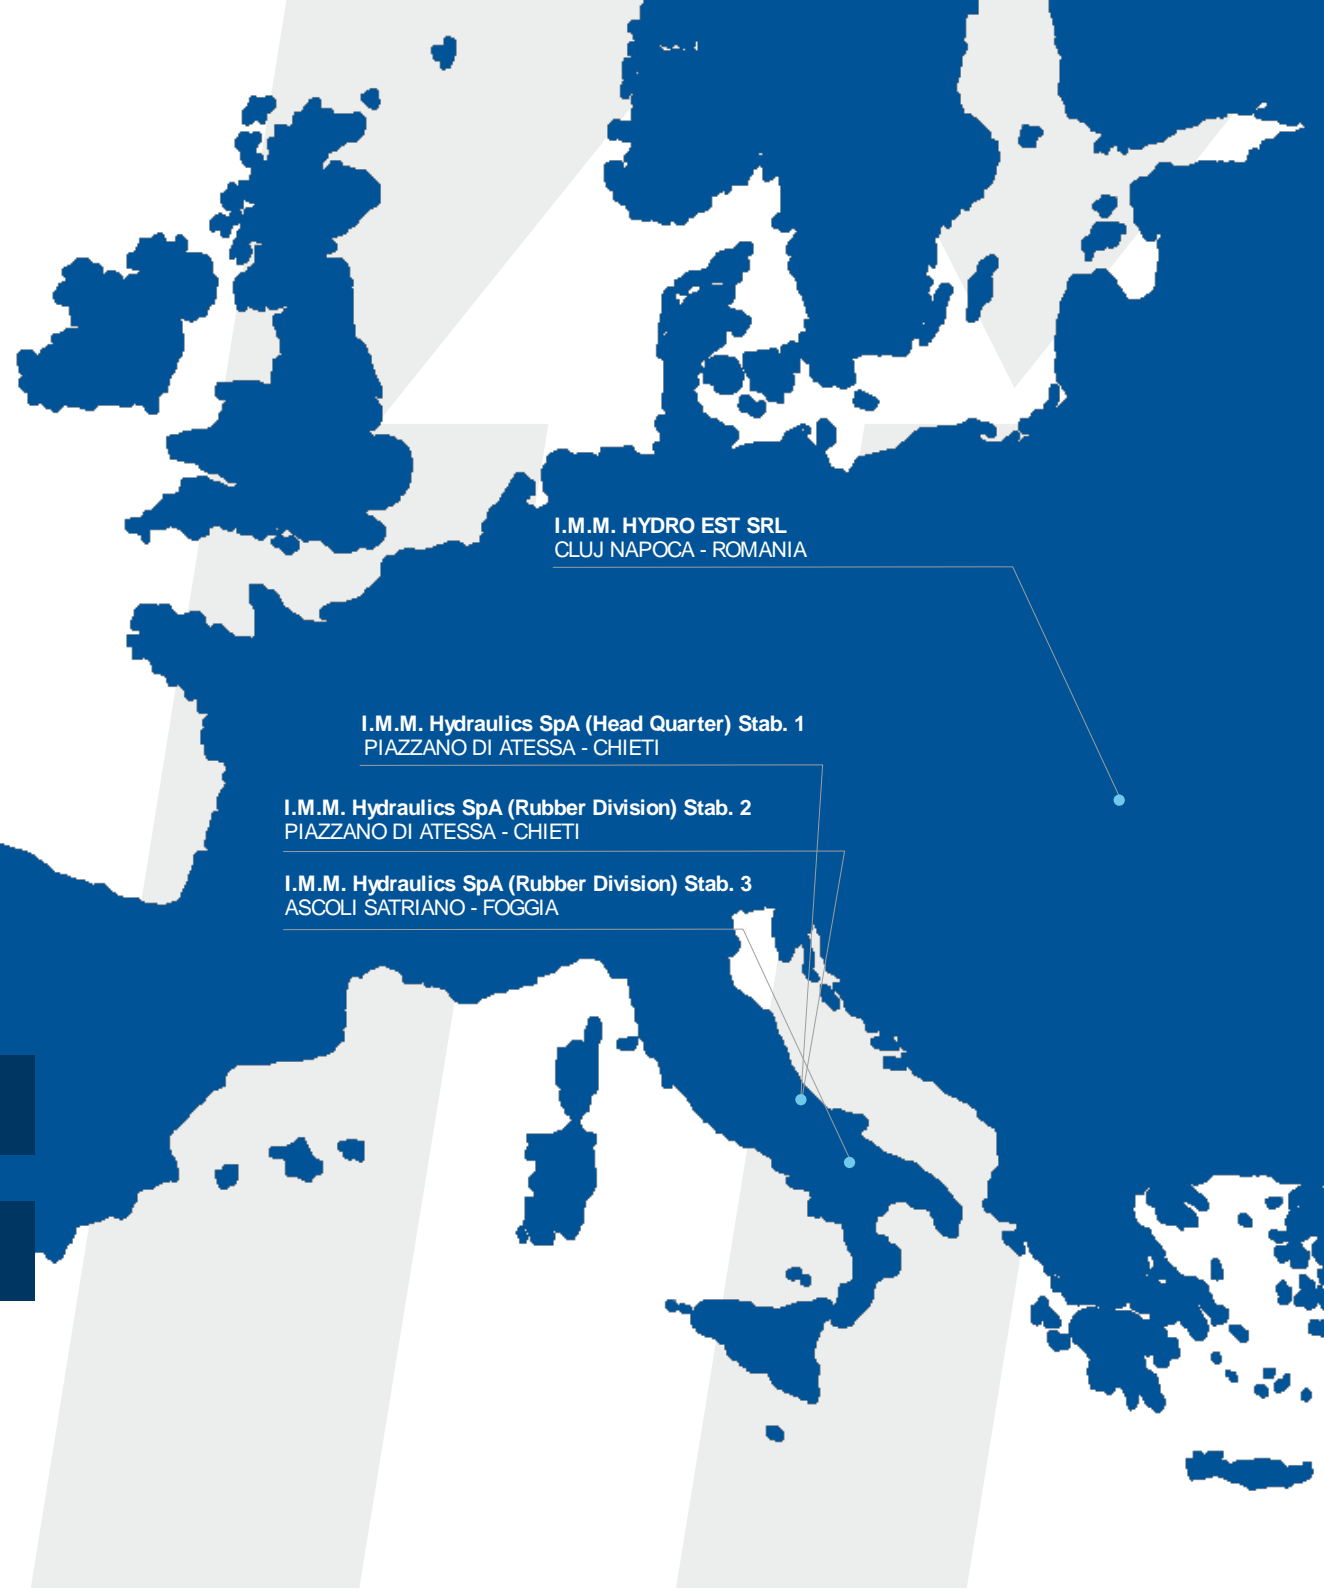 I.M.M. HYDRO EST SRL
CLUJ NAPOCA - ROMANIA
I.M.M. Hydraulics SpA (Head Quarter) Stab. 1
PIAZZANO DI ATESSA - CHIETI
I.M.M. Hydraulics SpA (Rubber Division) Stab. 2
PIAZZANO DI ATESSA - CHIETI
I.M.M. Hydraulics SpA (Rubber Division) Stab. 3
ASCOLI SATRIANO - FOGGIA